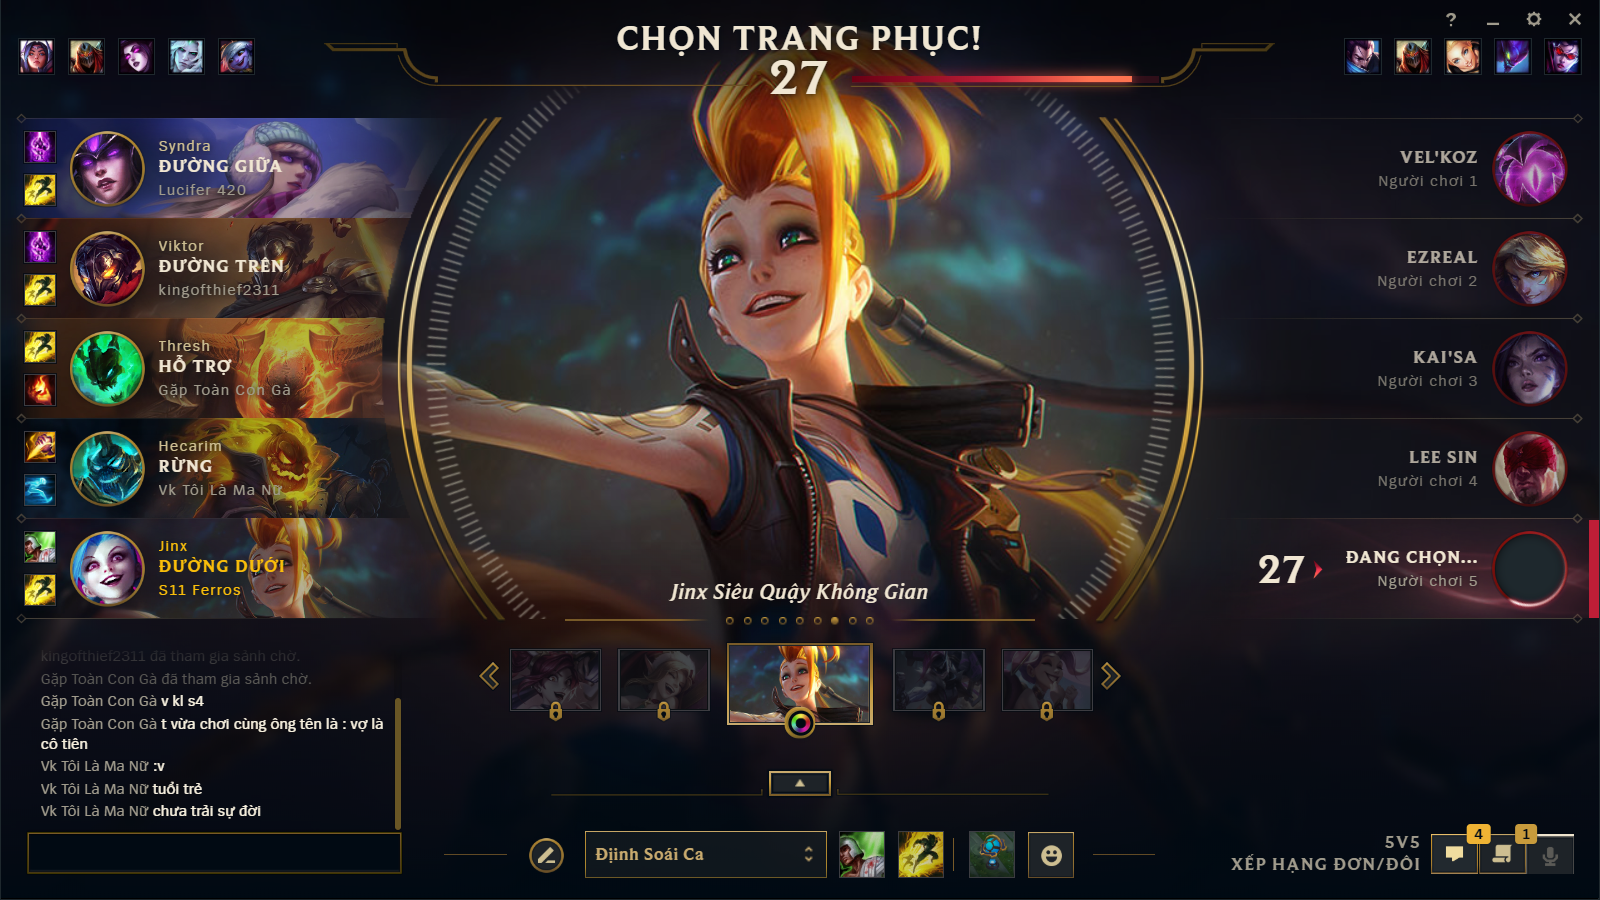 ?
CHỌN TRANG PHỤC!
27
Syndra
ĐƯỜNG GIỮA
Lucifer 420
Viktor
ĐƯỜNG TRÊN
kingofthief2311
Thresh
HỖ TRỢ
Gặp Toàn Con Gà
Hecarim
RỪNG
Vk Tôi Là Ma Nữ
Jinx
ĐƯỜNG DƯỚI
S11 Ferros
VEL'KOZ
Người chơi 1
EZREAL
Người chơi 2
KAI'SA
Người chơi 3
LEE SIN
Người chơi 4
27
ĐANG CHỌN...
Người chơi 5
Jinx Siêu Quậy Không Gian
kingofthief2311 đã tham gia sảnh chờ.
Gặp Toàn Con Gà đã tham gia sảnh chờ.
Gặp Toàn Con Gà v kl s4
Gặp Toàn Con Gà t vừa chơi cùng ông tên là : vợ là
cô tiên
Vk Tôi Là Ma Nữ :v
Vk Tôi Là Ma Nữ tuổi trẻ
Vk Tôi Là Ma Nữ chưa trải sự đời
Địịnh Soái Ca
5V5
XẾP HẠNG ĐƠN/ĐÔI
4
1